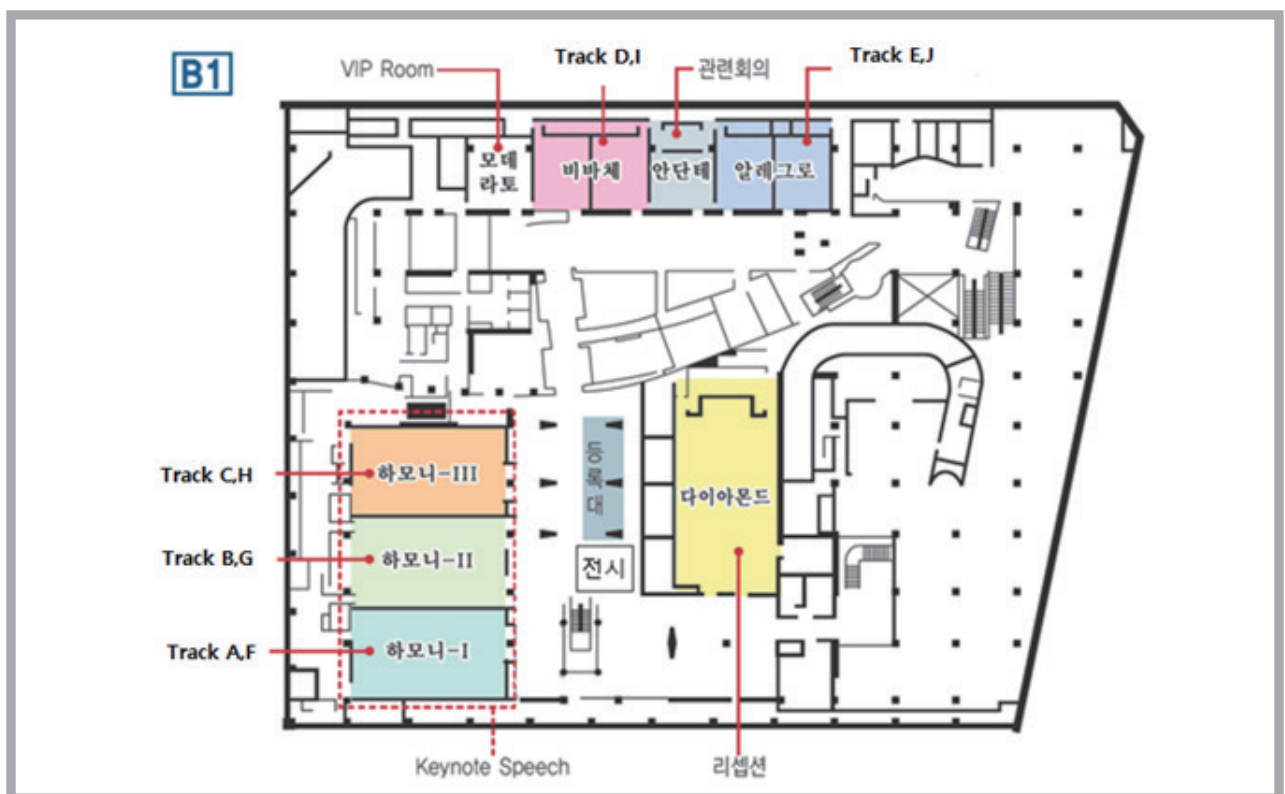 B1
VIP Room
Track D,I
관련회의
Track E,J
모데
라토
비바체
안단테
알레그로
Track C,H
하모니-III
등록대
다이아몬드
Track B,G
하모니-II
전시
Track A,F
하모니-I
Keynote Speech
리셉션